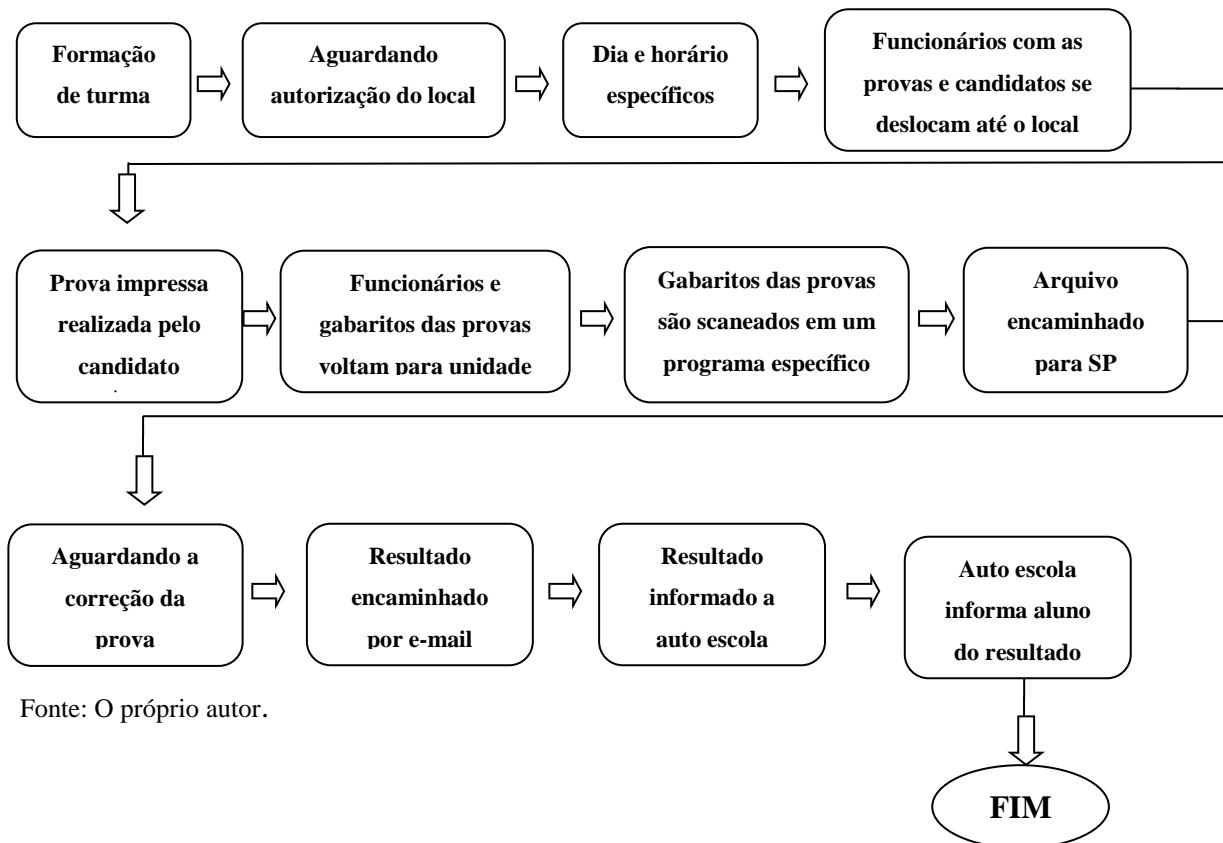 Formação
de turma
Aguardando
autorização do local
Dia e horário
específicos
Funcionários com as
provas e candidatos se
deslocam até o local
Prova impressa
realizada pelo
candidato
Funcionários e
gabaritos das provas
voltam para unidade
Gabaritos das provas
são scaneados em um
programa específico
Arquivo
encaminhado
para SP
Aguardando a
correção da
prova
Resultado
encaminhado
por e-mail
Resultado
informado a
auto escola
Auto escola
informa aluno
do resultado
Fonte: O próprio autor.
FIM